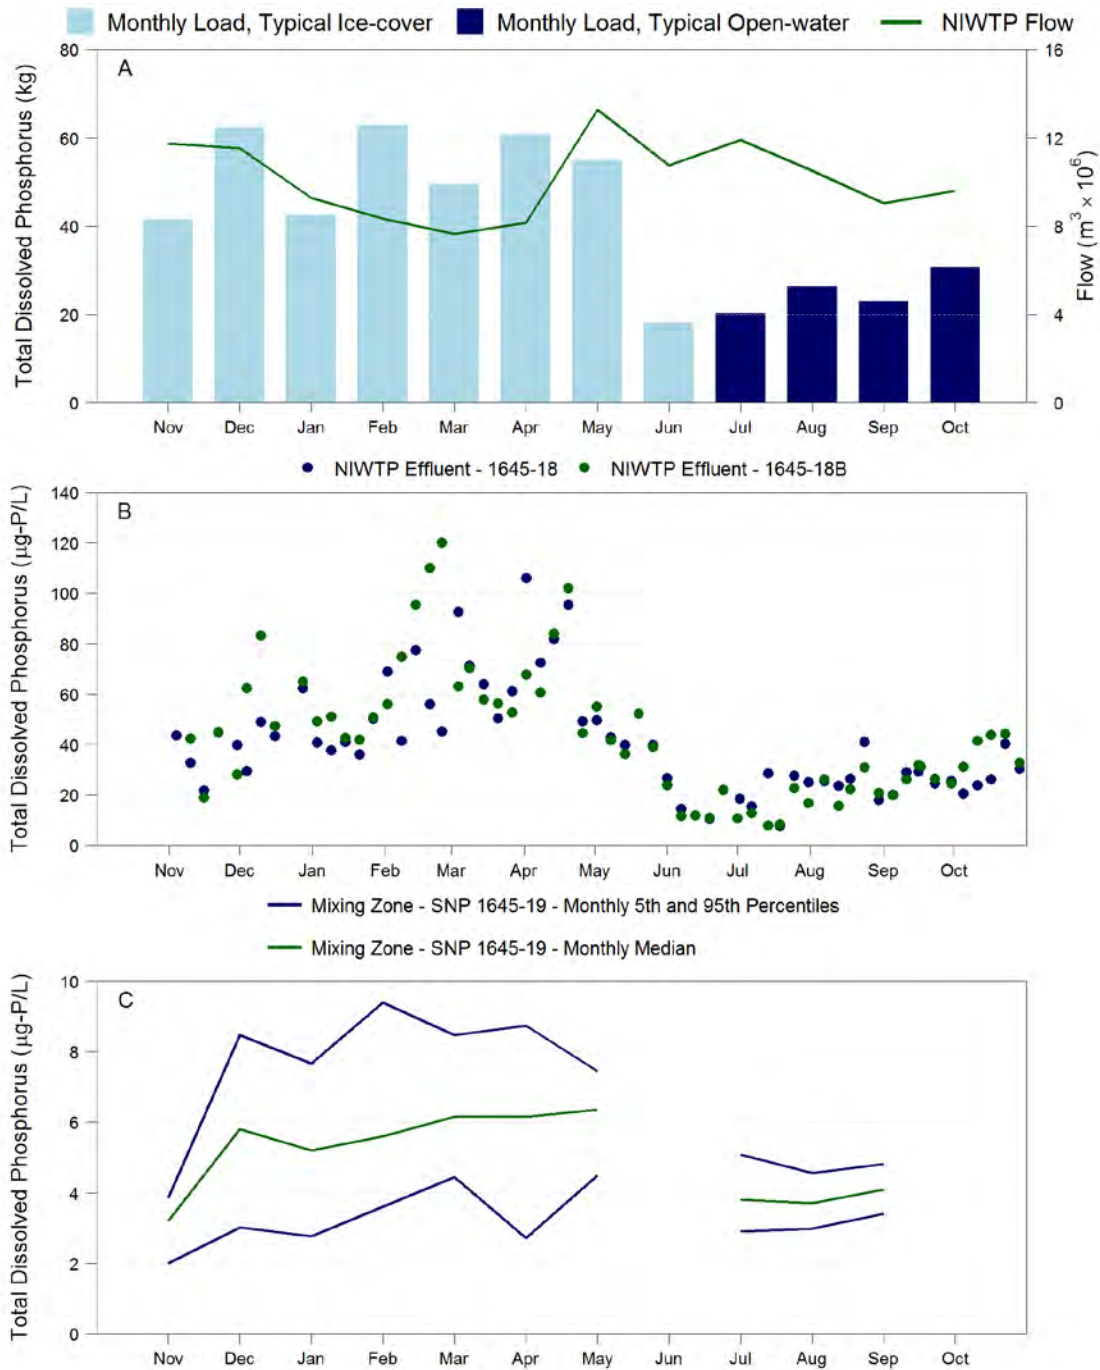 Monthly Load, Typical Ice-cover Monthly Load, Typical Open-water NIWTP Flow
A
Total Dissolved Phosphorus (kg)
80
60
40
20
0
16
12
8
4
0
Flow (m³ × 10⁶)
Nov Dec Jan Feb Mar Apr May Jun Jul Aug Sep Oct
NIWTP Effluent - 1645-18 NIWTP Effluent - 1645-18B
B
Total Dissolved Phosphorus (μg-P/L)
140
120
100
80
60
40
20
0
Nov Dec Jan Feb Mar Apr May Jun Jul Aug Sep Oct
Mixing Zone - SNP 1645-19 - Monthly 5th and 95th Percentiles
Mixing Zone - SNP 1645-19 - Monthly Median
C
Total Dissolved Phosphorus (μg-P/L)
10
8
6
4
2
0
Nov Dec Jan Feb Mar Apr May Jun Jul Aug Sep Oct